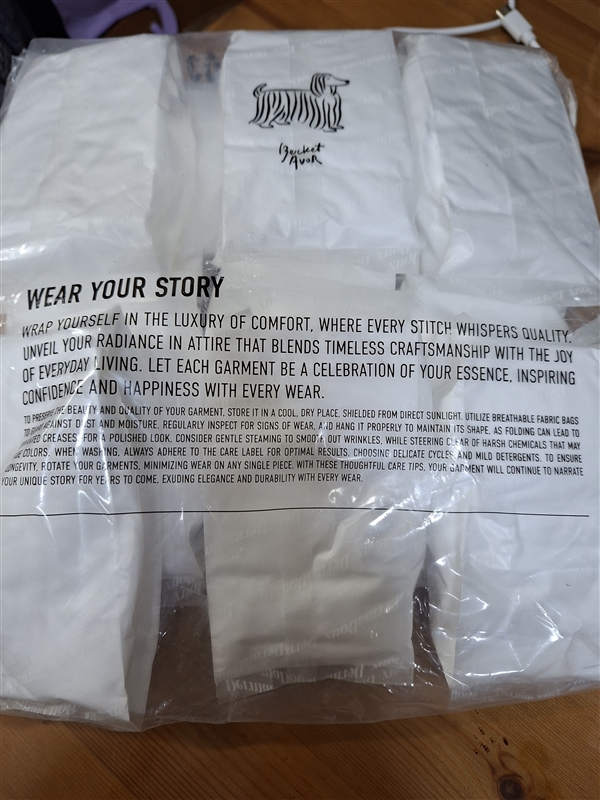 Becket
AvoR
WEAR YOUR STORY
WRAP YOURSELF IN THE LUXURY OF COMFORT, WHERE EVERY STITCH WHISPERS QUALITY.
UNVEIL YOUR RADIANCE IN ATTIRE THAT BLENDS TIMELESS CRAFTSMANSHIP WITH THE JOY
OF EVERYDAY LIVING. LET EACH GARMENT BE A CELEBRATION OF YOUR ESSENCE, INSPIRING
CONFIDENCE AND HAPPINESS WITH EVERY WEAR.
TO PRESERVE THE BEAUTY AND QUALITY OF YOUR GARMENT, STORE IT IN A COOL, DRY PLACE, SHIELDED FROM DIRECT SUNLIGHT. UTILIZE BREATHABLE FABRIC BAGS
TO GUARD AGAINST DUST AND MOISTURE. REGULARLY INSPECT FOR SIGNS OF WEAR, AND HANG IT PROPERLY TO MAINTAIN ITS SHAPE, AS FOLDING CAN LEAD TO
CREASES. FOR A POLISHED LOOK, CONSIDER GENTLE STEAMING TO SMOOTH OUT WRINKLES, WHILE STEERING CLEAR OF HARSH CHEMICALS THAT MAY
COLORS. WHEN WASHING, ALWAYS ADHERE TO THE CARE LABEL FOR OPTIMAL RESULTS, CHOOSING DELICATE CYCLES AND MILD DETERGENTS. TO ENSURE
LONGEVITY, ROTATE YOUR GARMENTS, MINIMIZING WEAR ON ANY SINGLE PIECE. WITH THESE THOUGHTFUL CARE TIPS, YOUR GARMENT WILL CONTINUE TO NARRATE
YOUR UNIQUE STORY FOR YEARS TO COME, EXUDING ELEGANCE AND DURABILITY WITH EVERY WEAR.